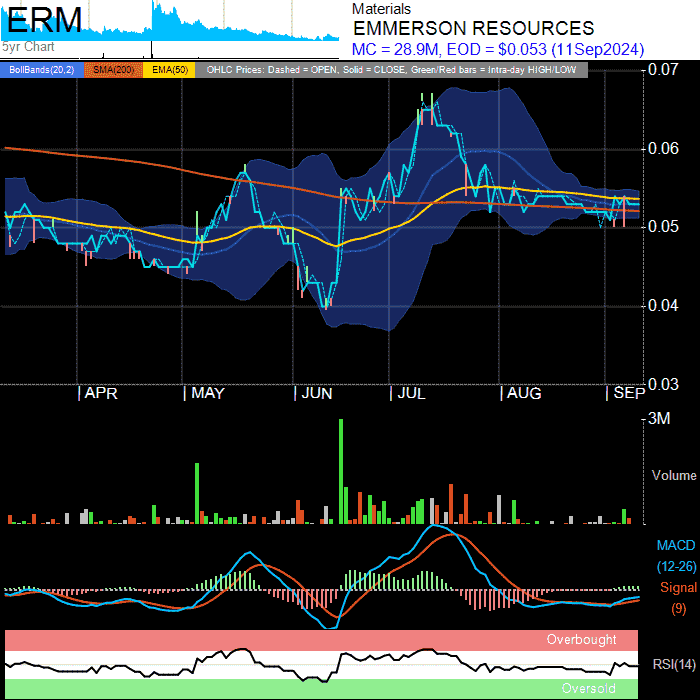 ERM
5yr Chart
Materials
EMMERSON RESOURCES
MC = 28.9M, EOD = $0.053 (11Sep2024)
BollBands(20,2) SMA(200) EMA(50) OHLC Prices: Dashed = OPEN, Solid = CLOSE, Green/Red bars = Intra-day HIGH/LOW
0.07
0.06
0.05
0.04
0.03
APR MAY JUN JUL AUG SEP
3M
Volume
MACD
(12-26)
Signal
(9)
Overbought
RSI(14)
Oversold